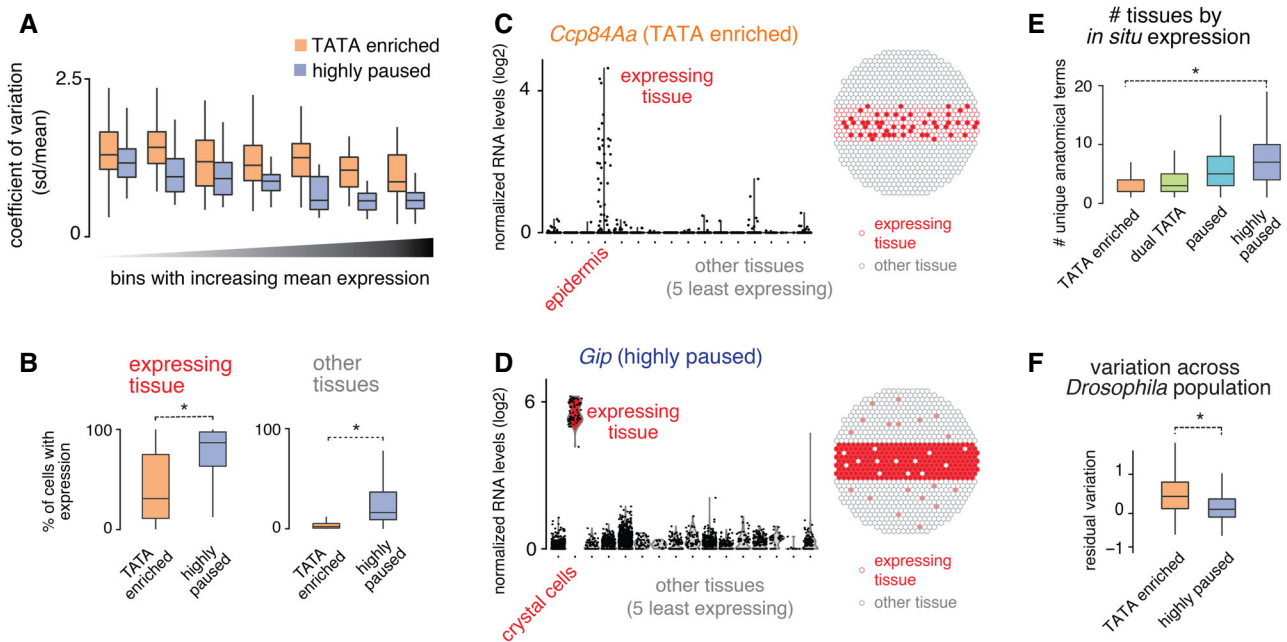 A
TATA enriched
highly paused
2.5
0
coefficient of variation
(sd/mean)
bins with increasing mean expression
B
expressing
tissue
other
tissues
*
*
100
0
100
0
% of cells with
expression
TATA
enriched
highly
paused
TATA
enriched
highly
paused
C
Ccp84Aa (TATA enriched)
normalized RNA levels (log2)
4
0
expressing
tissue
epidermis
other tissues
(5 least expressing)
expressing
tissue
other tissue
D
Gip (highly paused)
normalized RNA levels (log2)
6
0
expressing
tissue
crystal cells
other tissues
(5 least expressing)
expressing
tissue
other tissue
E
# tissues by
in situ expression
# unique anatomical terms
20
10
0
*
TATA enriched
dual TATA
paused
highly
paused
F
variation across
Drosophila population
*
residual variation
1
0
−1
TATA enriched
highly paused